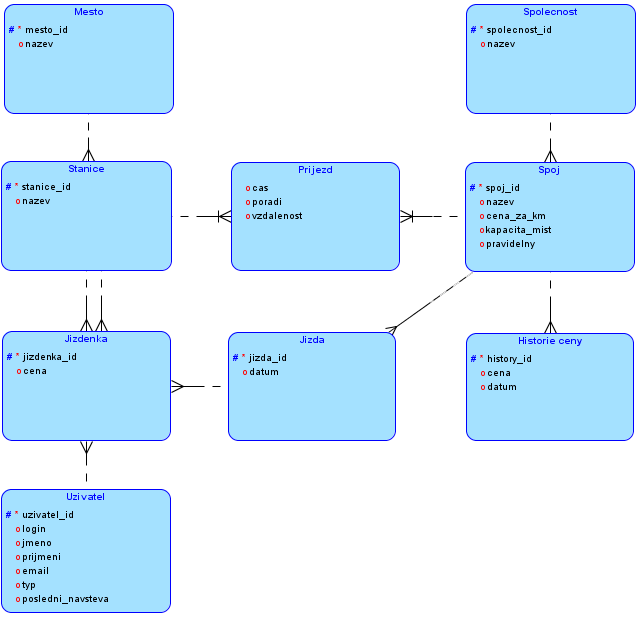 Mesto
# * mesto_id
o nazev
Spolecnost
# * spolecnost_id
o nazev
Stanice
# * stanice_id
o nazev
Prijezd
o cas
o poradi
o vzdalenost
Spoj
# * spoj_id
o nazev
o cena_za_km
o kapacita_mist
o pravidelny
Jizdenka
# * jizdenka_id
o cena
Jizda
# * jizda_id
o datum
Historie ceny
# * history_id
o cena
o datum
Uzivatel
# * uzivatel_id
o login
o jmeno
o prijmeni
o email
o typ
o posledni_navsteva